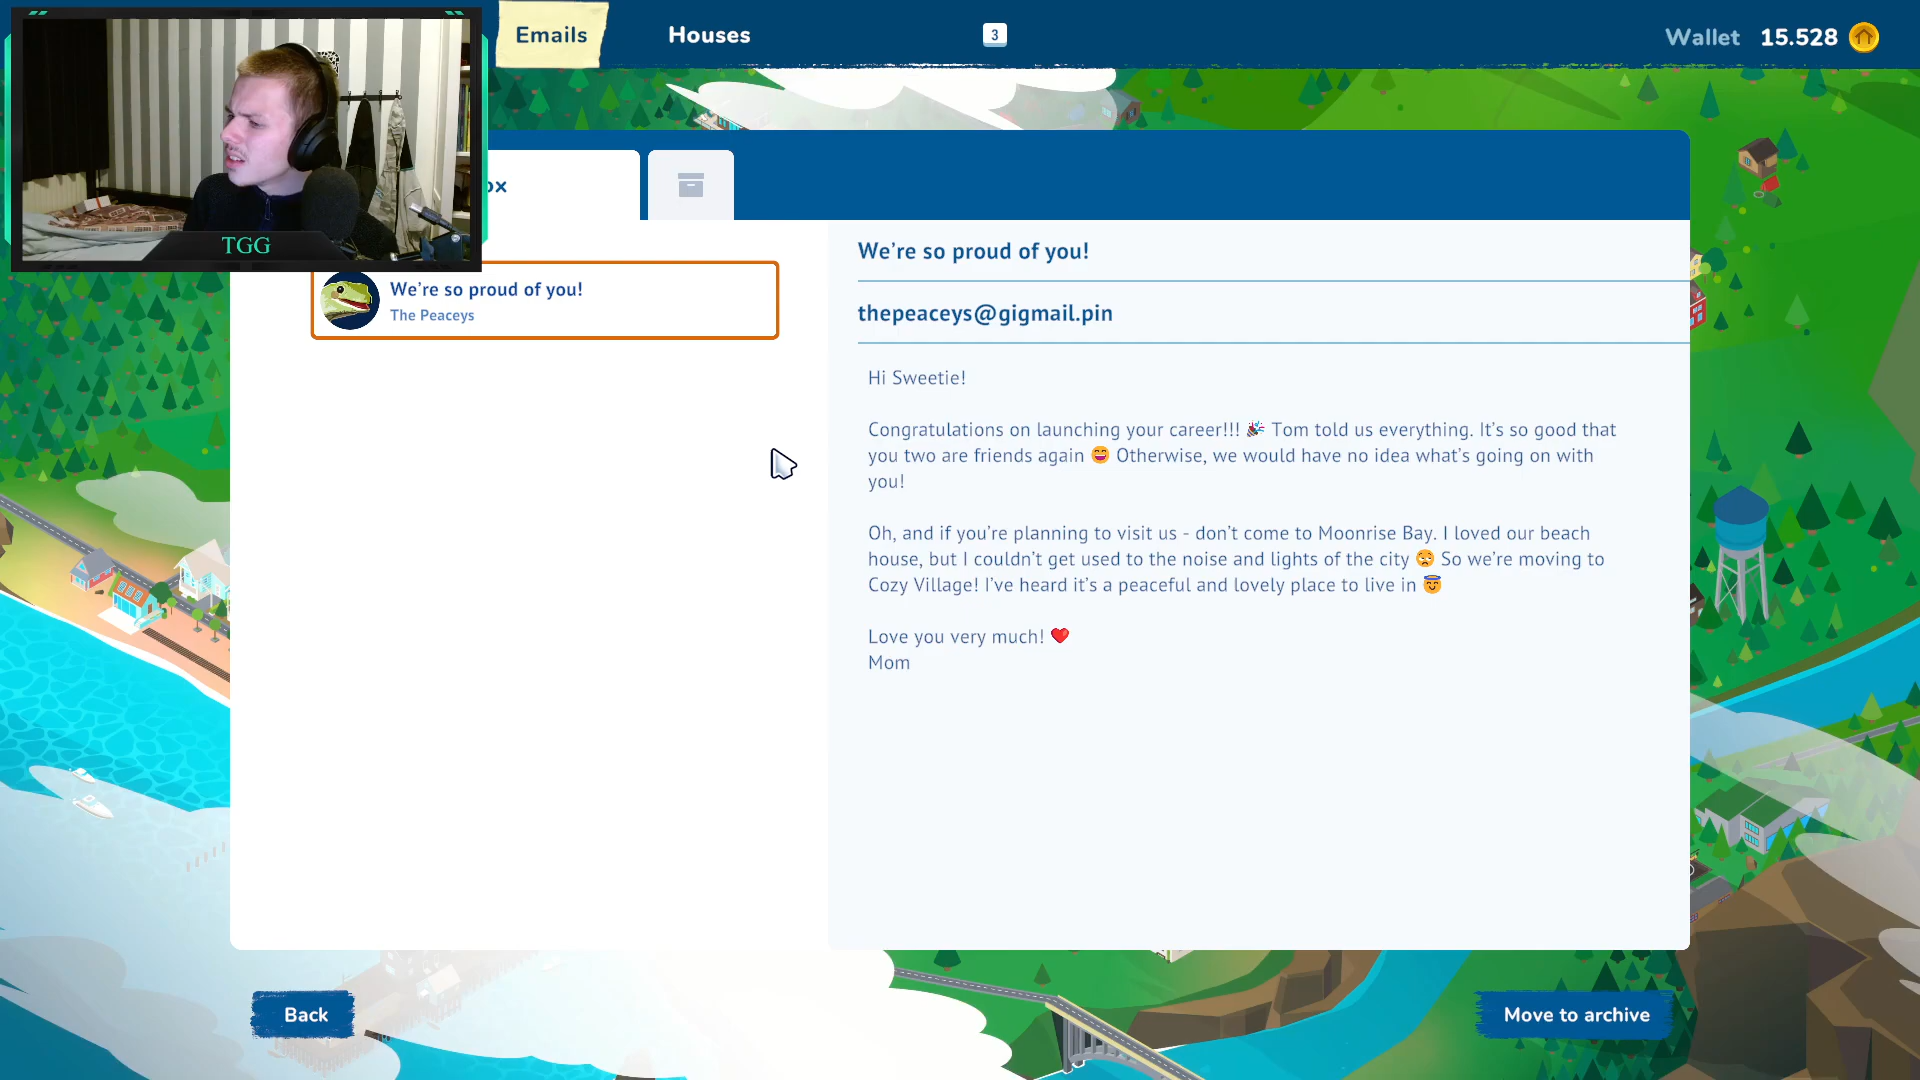 Emails
Houses
3
Wallet 15.528
TGG
ox
We're so proud of you!
The Peaceys
We're so proud of you!
thepeaceys@gigmail.pin
Hi Sweetie!
Congratulations on launching your career!!! 🎉 Tom told us everything. It's so good that
you two are friends again 😄 Otherwise, we would have no idea what's going on with
you!
Oh, and if you're planning to visit us - don't come to Moonrise Bay. I loved our beach
house, but I couldn't get used to the noise and lights of the city 😥 So we're moving to
Cozy Village! I've heard it's a peaceful and lovely place to live in 😇
Love you very much! ❤️
Mom
Back
Move to archive